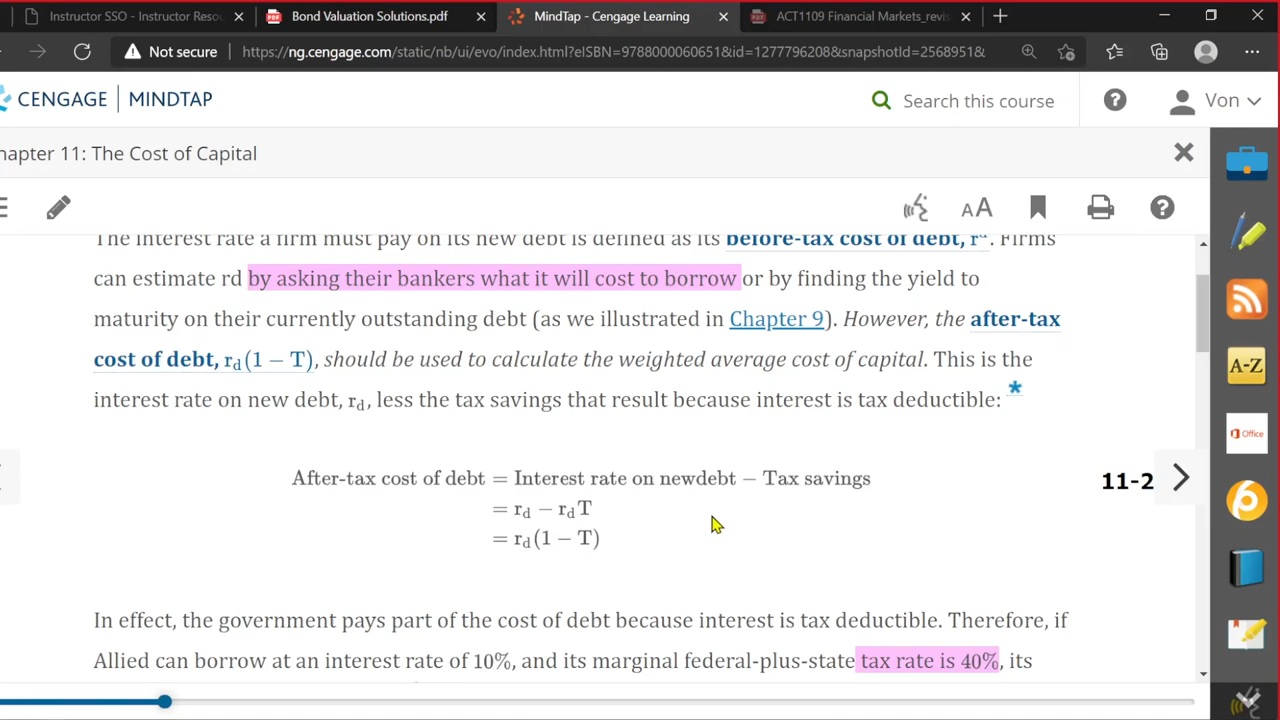 Instructor SSO - Instructor Resou
Bond Valuation Solutions.pdf
MindTap - Cengage Learning
ACT1109 Financial Markets_revis
Not secure
https://ng.cengage.com/static/nb/ui/evo/index.html?eISBN=9788000060651&id=1277796208&snapshotId=2568951&
CENGAGE | MINDTAP
Search this course
Von
hapter 11: The Cost of Capital
AA
The interest rate a firm must pay on its new debt is defined as its before-tax cost of debt, rᵈ. Firms
can estimate rd by asking their bankers what it will cost to borrow or by finding the yield to
maturity on their currently outstanding debt (as we illustrated in Chapter 9). However, the after-tax
cost of debt, r_d(1 − T), should be used to calculate the weighted average cost of capital. This is the
interest rate on new debt, r_d, less the tax savings that result because interest is tax deductible: *
After-tax cost of debt = Interest rate on newdebt − Tax savings
= r_d − r_dT
= r_d(1 − T)
11-2
In effect, the government pays part of the cost of debt because interest is tax deductible. Therefore, if
Allied can borrow at an interest rate of 10%, and its marginal federal-plus-state tax rate is 40%, its
A-Z
Office